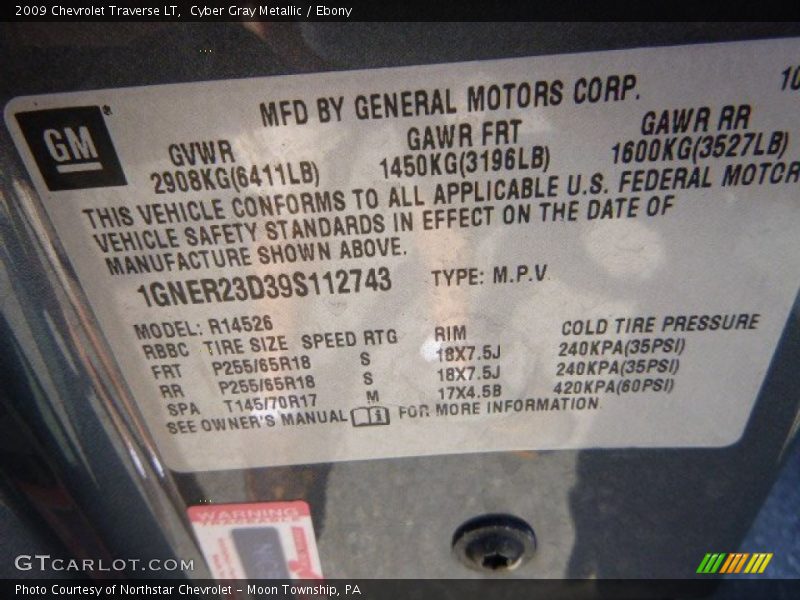 2009 Chevrolet Traverse LT, Cyber Gray Metallic / Ebony
10
MFD BY GENERAL MOTORS CORP.
GM
GVWR GAWR FRT GAWR RR
2908KG(6411LB) 1450KG(3196LB) 1600KG(3527LB)
THIS VEHICLE CONFORMS TO ALL APPLICABLE U.S. FEDERAL MOTOR
VEHICLE SAFETY STANDARDS IN EFFECT ON THE DATE OF
MANUFACTURE SHOWN ABOVE.
1GNER23D39S112743 TYPE: M.P.V
MODEL: R14526
RBBC TIRE SIZE SPEED RTG RIM COLD TIRE PRESSURE
FRT P255/65R18 S 18X7.5J 240KPA(35PSI)
RR P255/65R18 S 18X7.5J 240KPA(35PSI)
SPA T145/70R17 M 17X4.5B 420KPA(60PSI)
SEE OWNER'S MANUAL FOR MORE INFORMATION.
WARNING
GTCARLOT.COM
Photo Courtesy of Northstar Chevrolet - Moon Township, PA